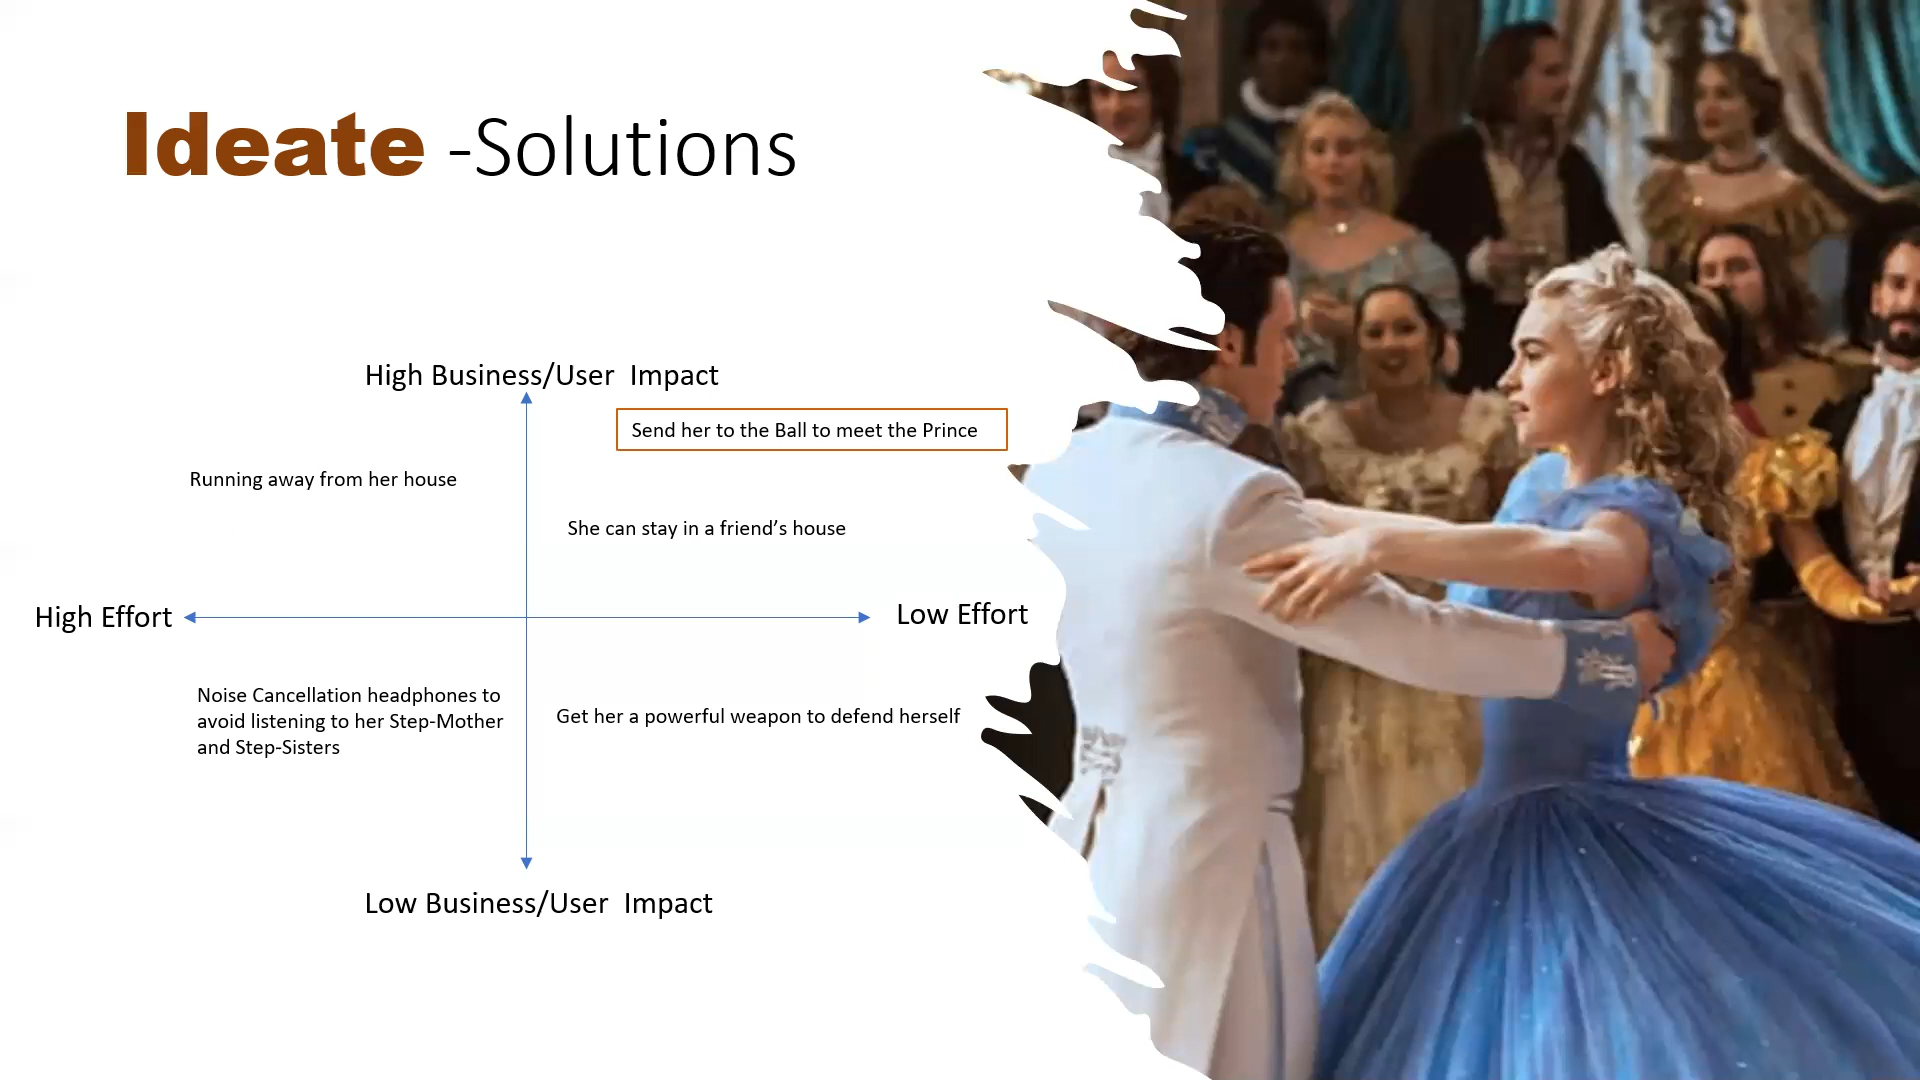 Ideate -Solutions
High Business/User Impact
Send her to the Ball to meet the Prince
Running away from her house
She can stay in a friend’s house
High Effort
Low Effort
Noise Cancellation headphones to
avoid listening to her Step-Mother
and Step-Sisters
Get her a powerful weapon to defend herself
Low Business/User Impact